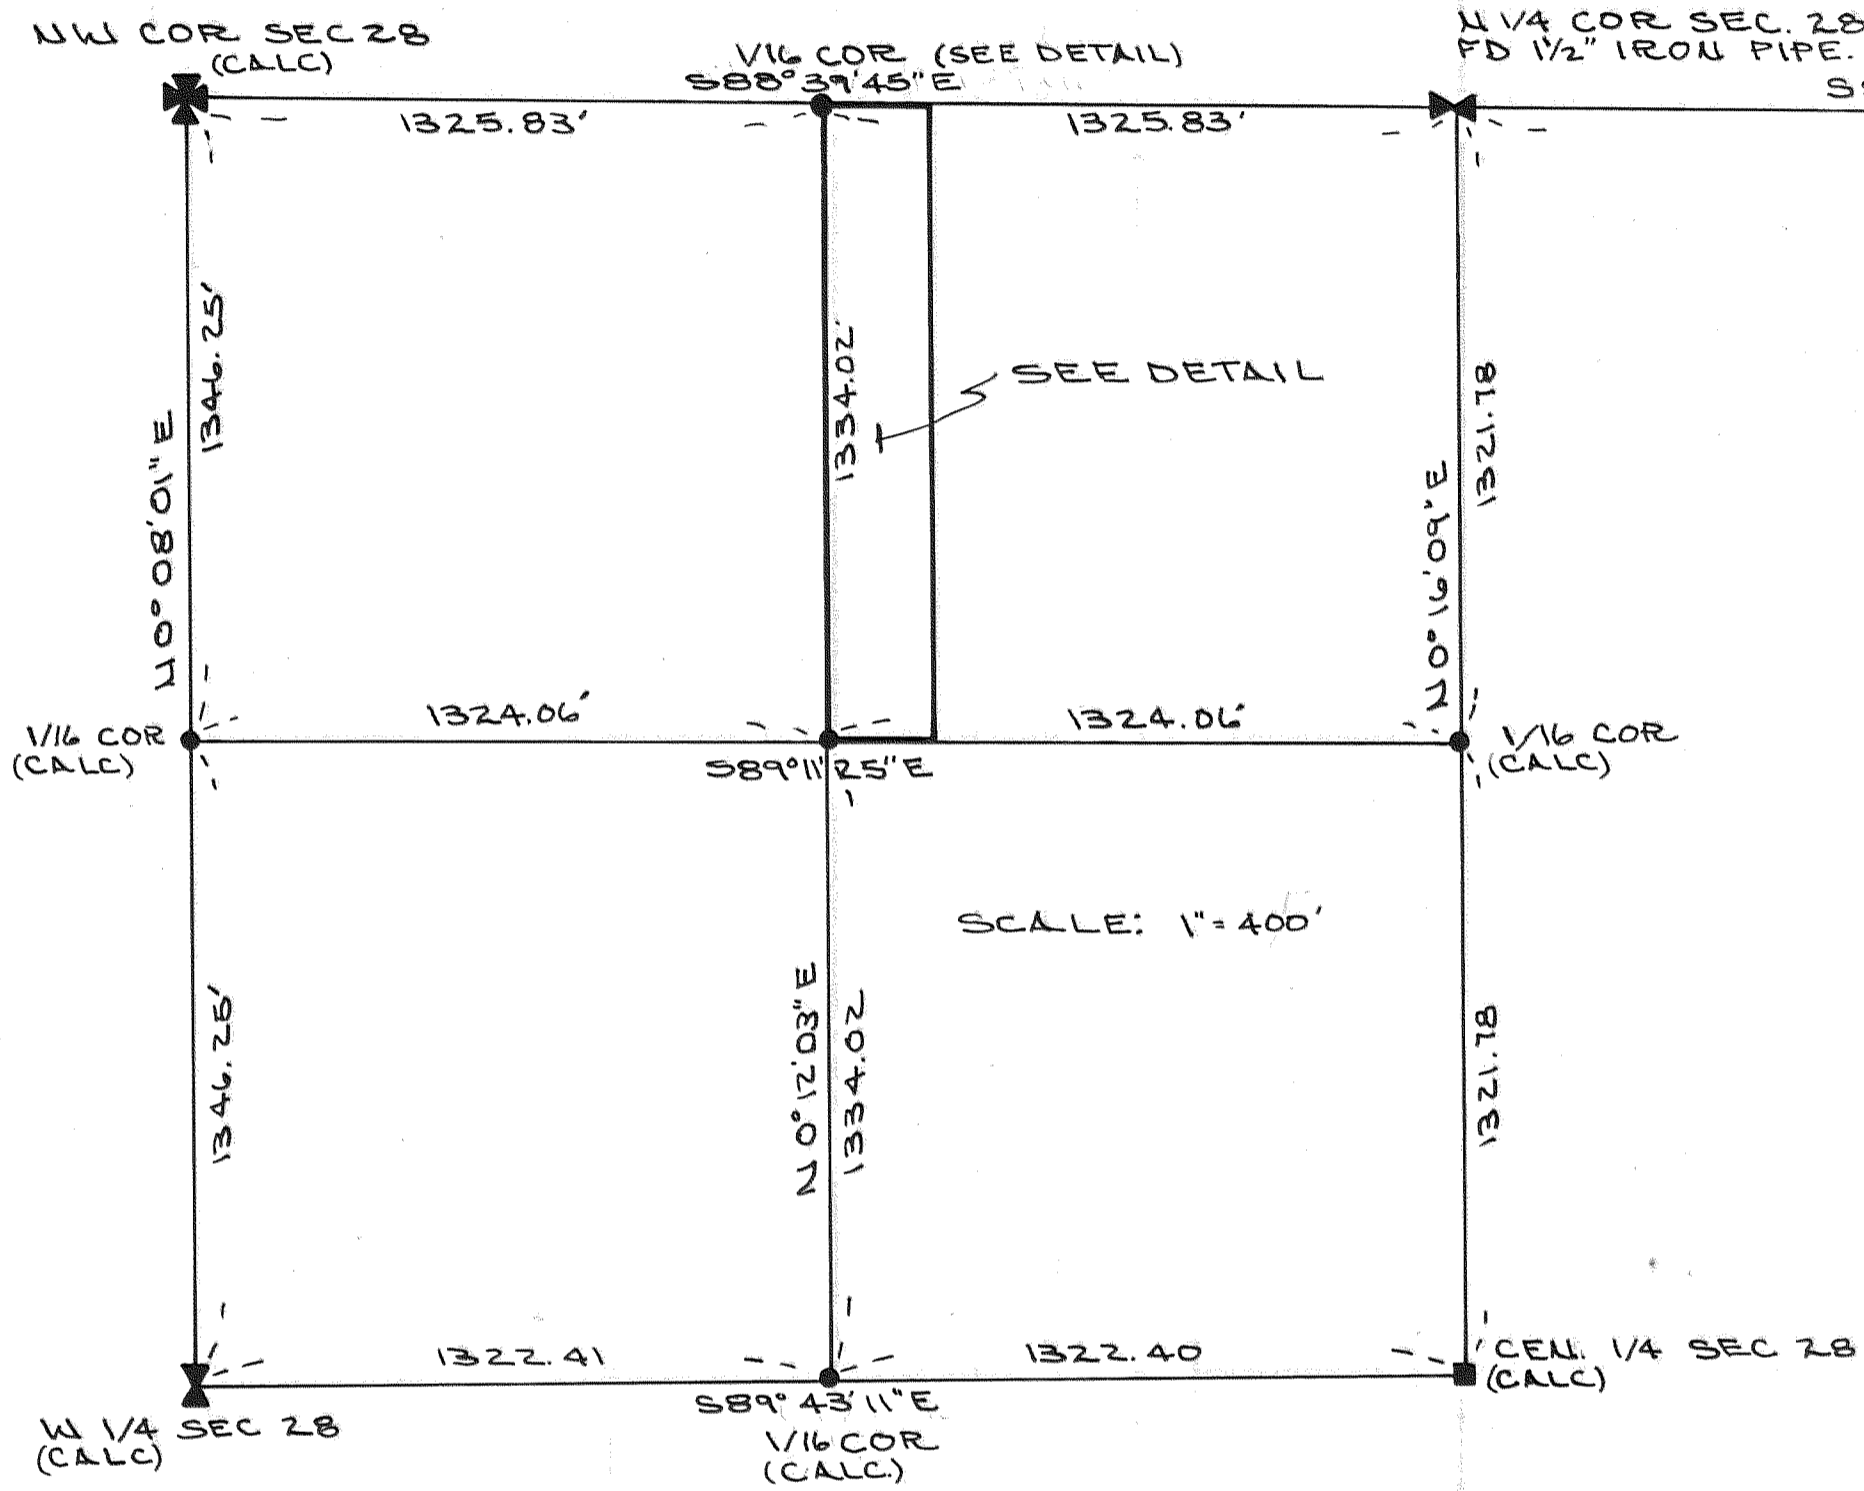 NW COR SEC 28
(CALC)
1/16 COR (SEE DETAIL)
S88°39'45"E
N 1/4 COR SEC. 28
FD 1½" IRON PIPE.
1325.83'
1325.83'
1346.25'
N 0° 08'01" E
1334.02'
SEE DETAIL
1321.78
N 0°16'09" E
1324.06'
1324.06'
1/16 COR
(CALC)
S89°11'25"E
1/16 COR
(CALC)
SCALE: 1" = 400'
1346.25'
N 0°12'03"E
1334.02
1321.78
1322.41
1322.40
S89°43'11"E
1/16 COR
(CALC.)
W 1/4 SEC 28
(CALC)
CEN. 1/4 SEC 28
(CALC)